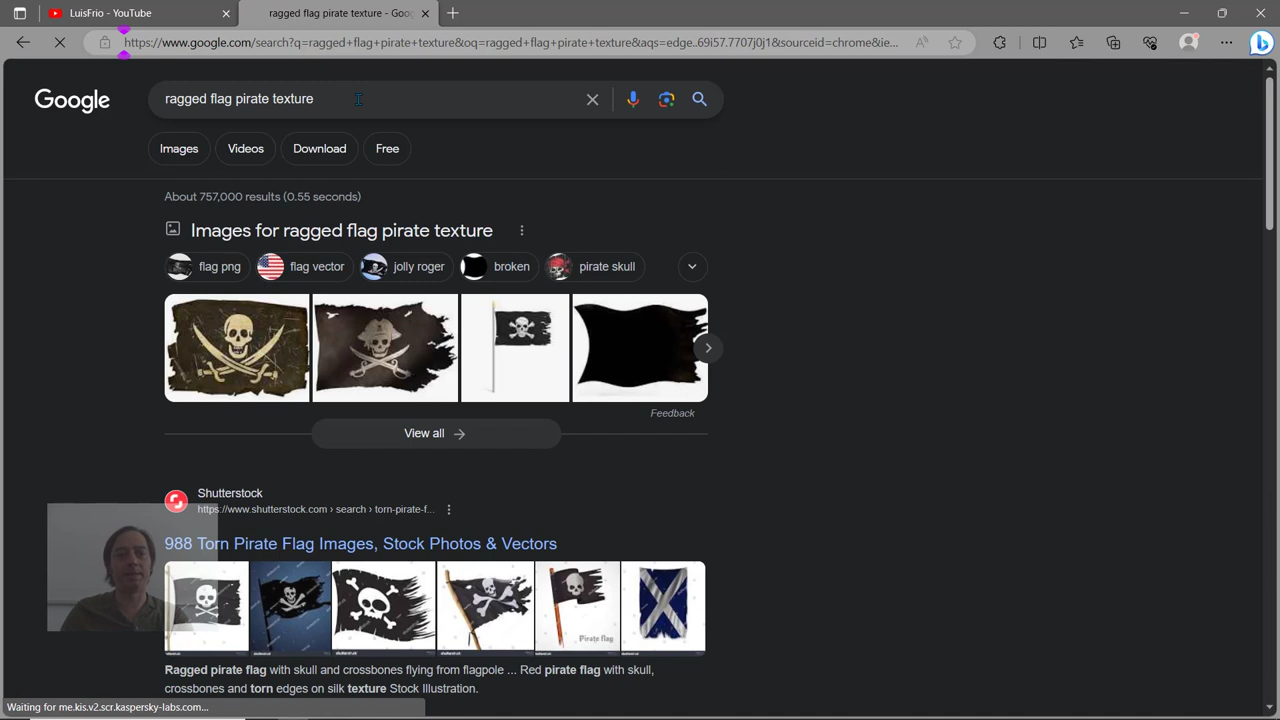 LuisFrio - YouTube
ragged flag pirate texture - Goo
https://www.google.com/search?q=ragged+flag+pirate+texture&oq=ragged+flag+pirate+texture&aqs=edge..69i57.7707j0j1&sourceid=chrome&ie...
Google
ragged flag pirate texture
Images
Videos
Download
Free
About 757,000 results (0.55 seconds)
Images for ragged flag pirate texture
flag png
flag vector
jolly roger
broken
pirate skull
Feedback
View all
Shutterstock
https://www.shutterstock.com › search › torn-pirate-f...
988 Torn Pirate Flag Images, Stock Photos & Vectors
Pirate flag
Ragged pirate flag with skull and crossbones flying from flagpole ... Red pirate flag with skull,
crossbones and torn edges on silk texture Stock Illustration.
Waiting for me.kis.v2.scr.kaspersky-labs.com...